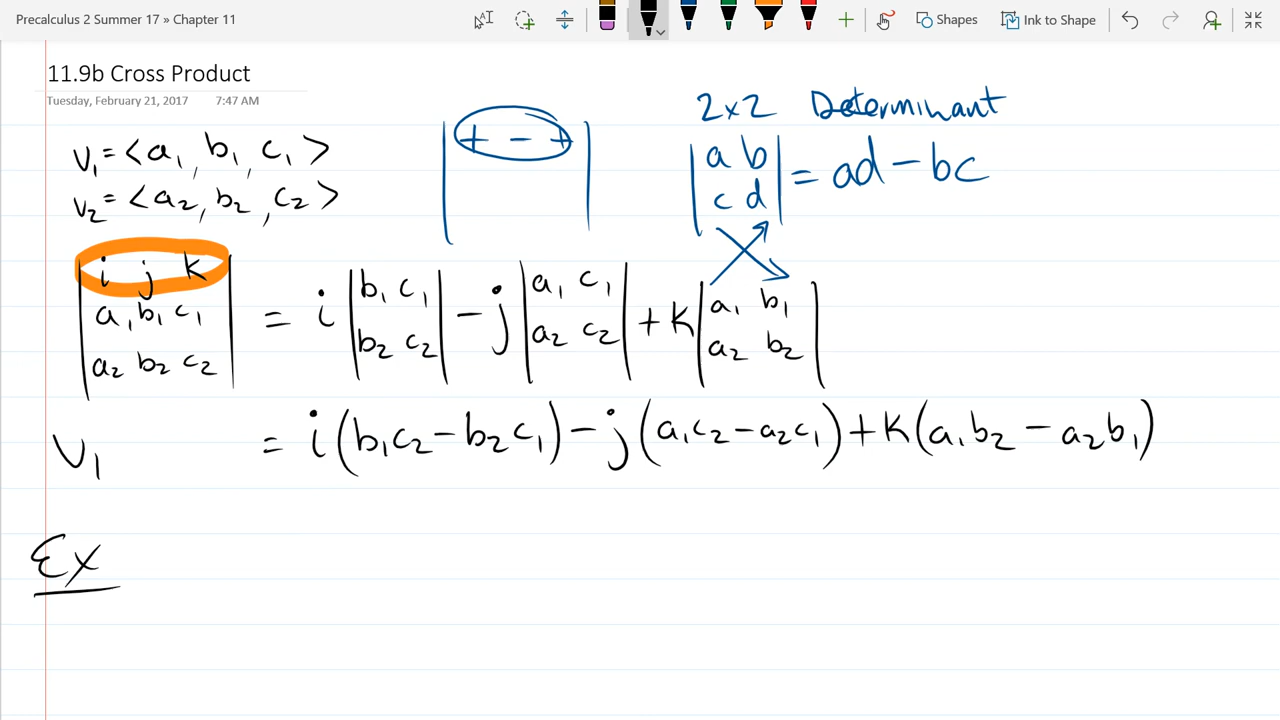 Precalculus 2 Summer 17 » Chapter 11
Shapes
Ink to Shape
11.9b Cross Product
Tuesday, February 21, 2017 7:47 AM
v₁ = <a₁, b₁, c₁>
v₂ = <a₂, b₂, c₂>
| + − + |
2x2 Determinant
| a b |
| c d | = ad − bc
| i j k |
| a₁ b₁ c₁ |
| a₂ b₂ c₂ |
= i | b₁ c₁ | − j | a₁ c₁ | + k | a₁ b₁ |
| b₂ c₂ | | a₂ c₂ | | a₂ b₂ |
v₁ = i(b₁c₂ − b₂c₁) − j(a₁c₂ − a₂c₁) + k(a₁b₂ − a₂b₁)
Ex